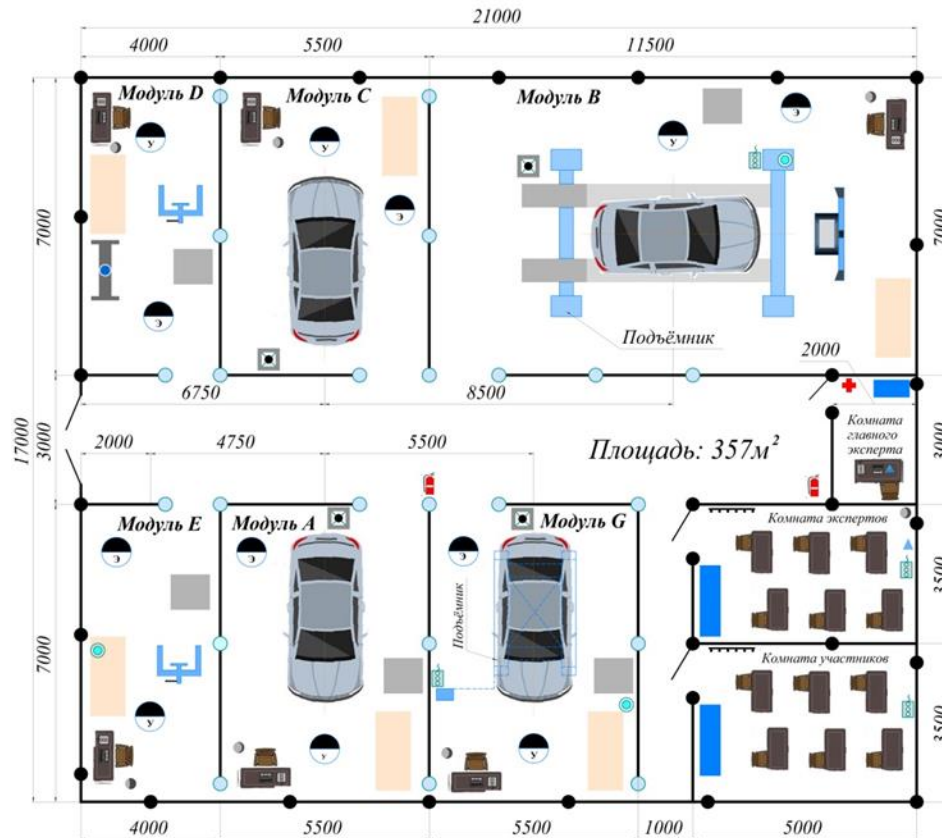 21000
4000
5500
11500
Модуль D
Модуль C
Модуль B
У
У
У
Э
Э
7000
7000
Э
Подъёмник
2000
6750
8500
17000
3000
2000
4750
5500
Площадь: 357м²
Комната
главного
эксперта
3000
Модуль E
Модуль A
Модуль G
Комната экспертов
Э
Э
Э
3500
Подъёмник
7000
Комната участников
У
У
У
3500
4000
5500
5500
1000
5000